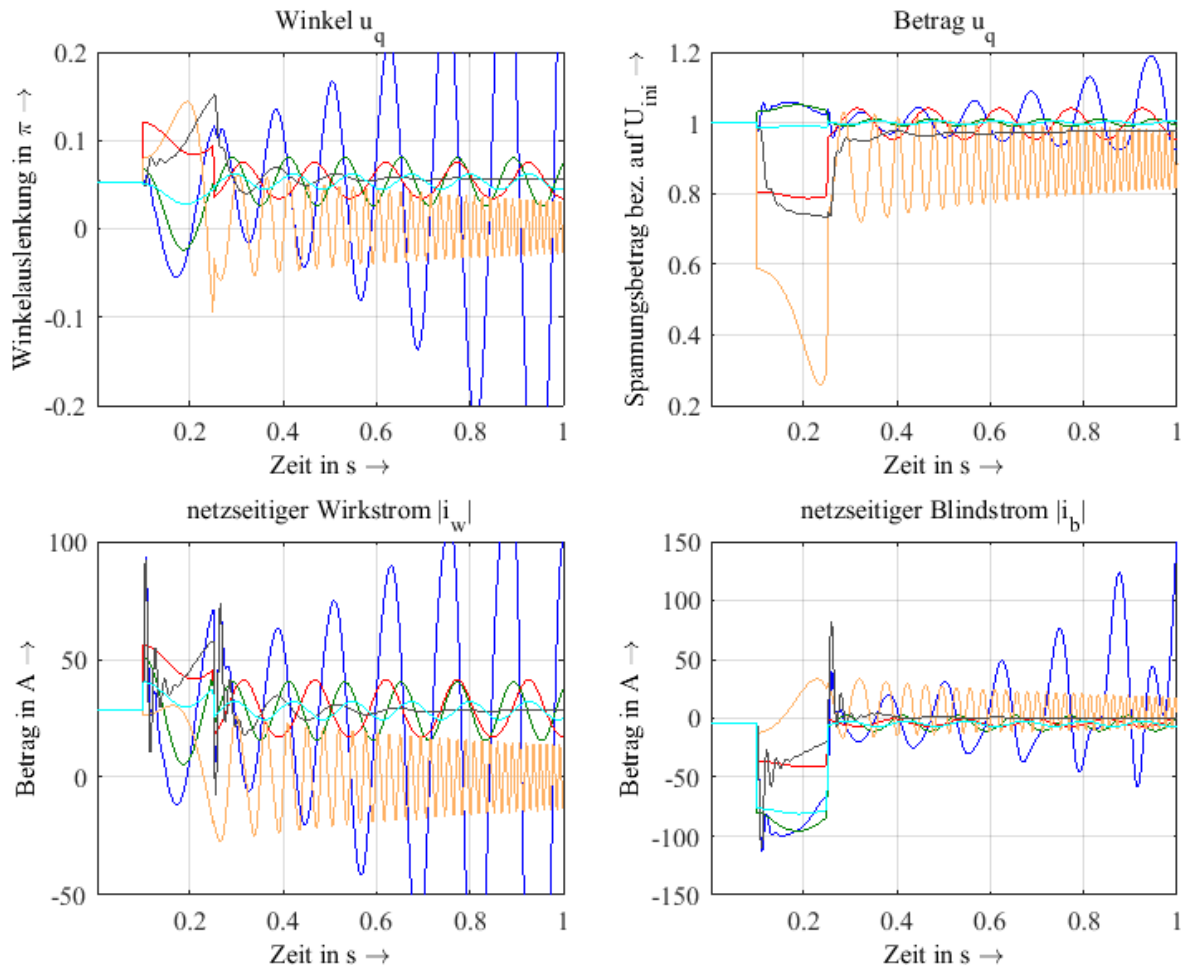 Winkel u_q
Winkelauslenkung in π →
0.2
0.1
0
-0.1
-0.2
0.2 0.4 0.6 0.8 1
Zeit in s →
Betrag u_q
Spannungsbetrag bez. auf U_ini →
1.2
1
0.8
0.6
0.4
0.2
0.2 0.4 0.6 0.8 1
Zeit in s →
netzseitiger Wirkstrom |i_w|
Betrag in A →
100
50
0
-50
0.2 0.4 0.6 0.8 1
Zeit in s →
netzseitiger Blindstrom |i_b|
Betrag in A →
150
100
50
0
-50
-100
-150
0.2 0.4 0.6 0.8 1
Zeit in s →